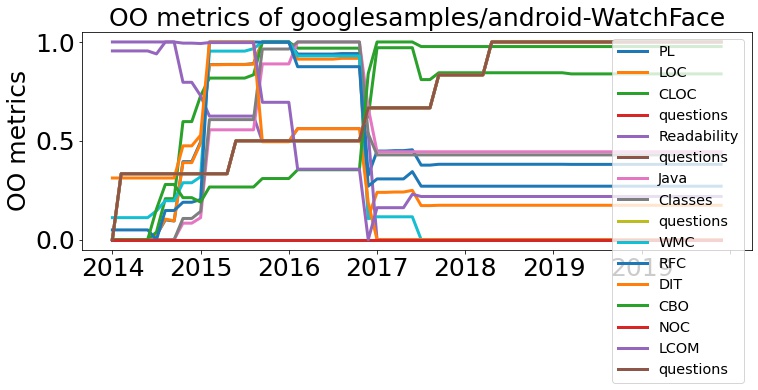 OO metrics of googlesamples/android-WatchFace
OO metrics
1.0
0.5
0.0
2014 2015 2016 2017 2018 2019 2019
PL
LOC
CLOC
questions
Readability
questions
Java
Classes
questions
WMC
RFC
DIT
CBO
NOC
LCOM
questions